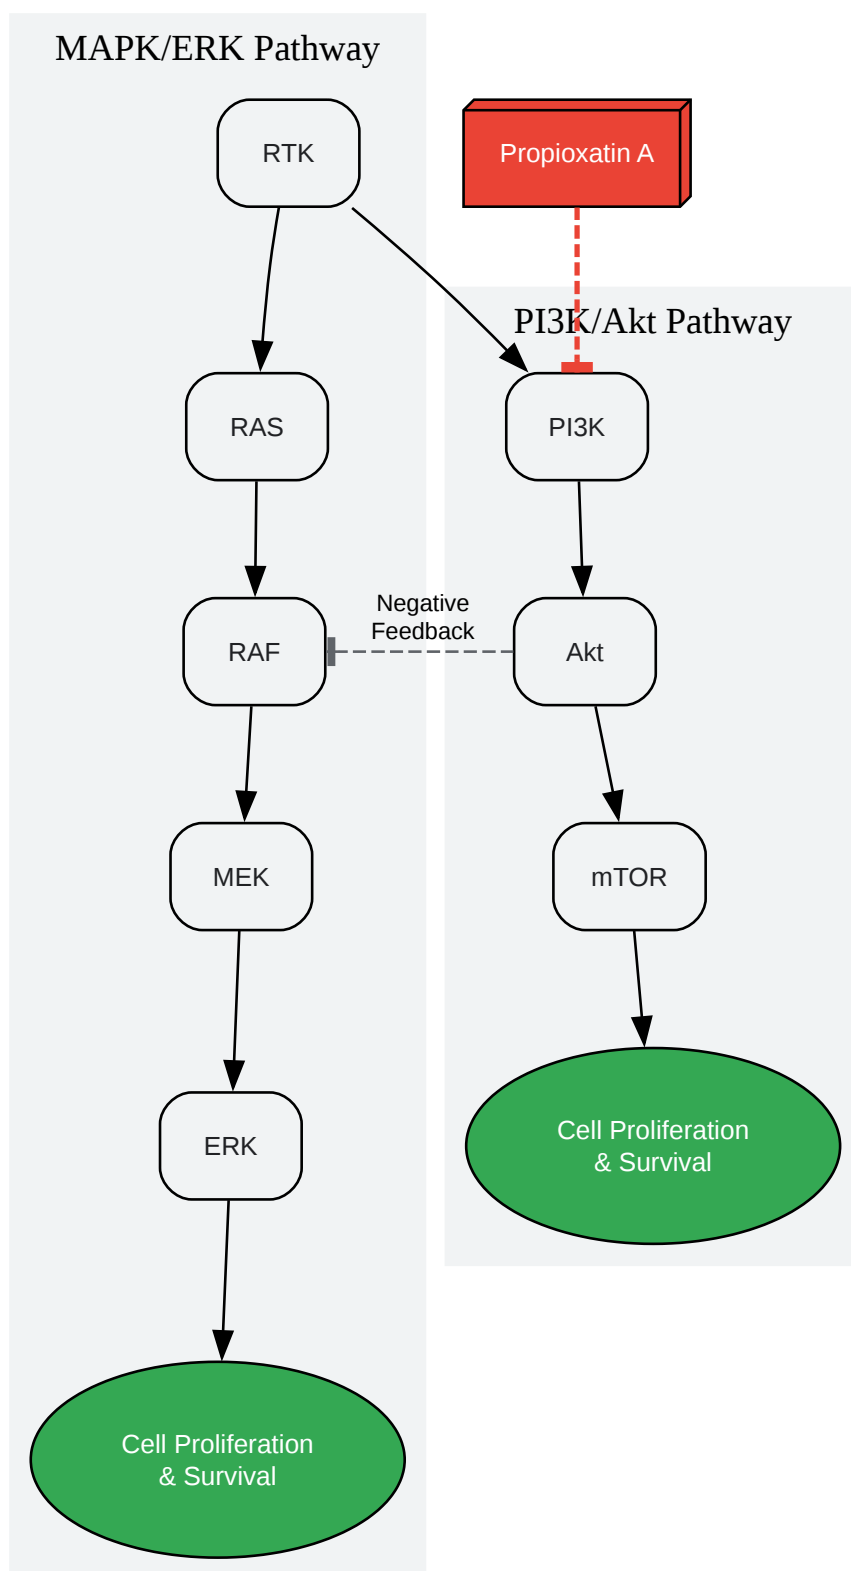 MAPK/ERK Pathway
RTK
Propioxatin A
PI3K/Akt Pathway
RAS
PI3K
Negative
Feedback
RAF
Akt
MEK
mTOR
ERK
Cell Proliferation
& Survival
Cell Proliferation
& Survival